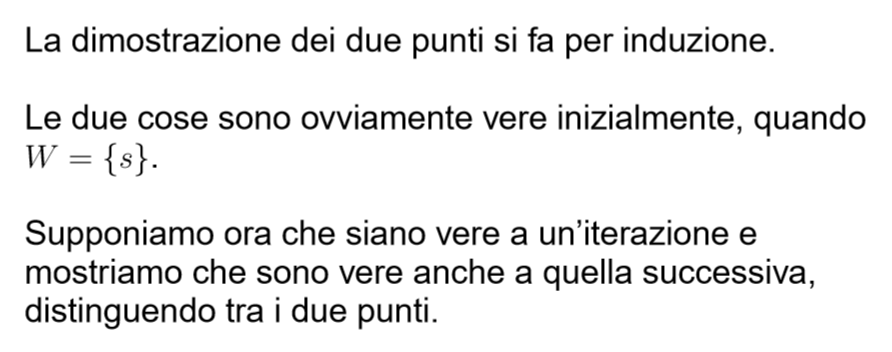 La dimostrazione dei due punti si fa per induzione.
Le due cose sono ovviamente vere inizialmente, quando
W = {s}.
Supponiamo ora che siano vere a un’iterazione e
mostriamo che sono vere anche a quella successiva,
distinguendo tra i due punti.